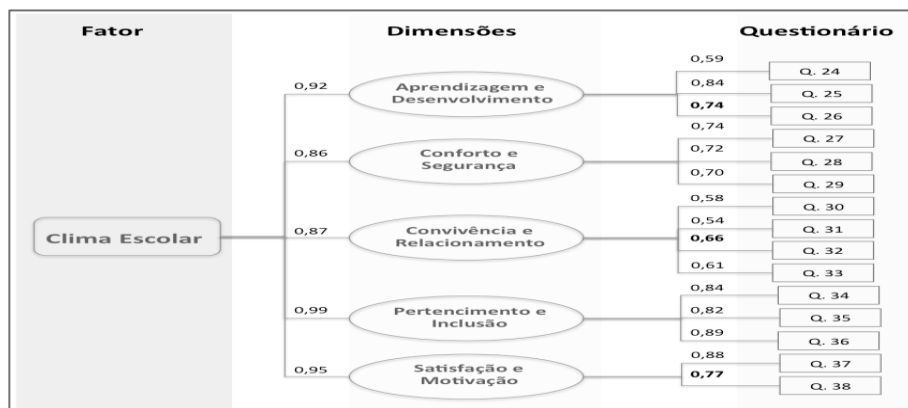 Fator Dimensões Questionário
0,92 Aprendizagem e
Desenvolvimento
0,59 Q. 24
0,84 Q. 25
0,74 Q. 26
0,86 Conforto e
Segurança
0,74 Q. 27
0,72 Q. 28
0,70 Q. 29
Clima Escolar
0,87 Convivência e
Relacionamento
0,58 Q. 30
0,54 Q. 31
0,66 Q. 32
0,61 Q. 33
0,99 Pertencimento e
Inclusão
0,84 Q. 34
0,82 Q. 35
0,89 Q. 36
0,95 Satisfação e
Motivação
0,88 Q. 37
0,77 Q. 38